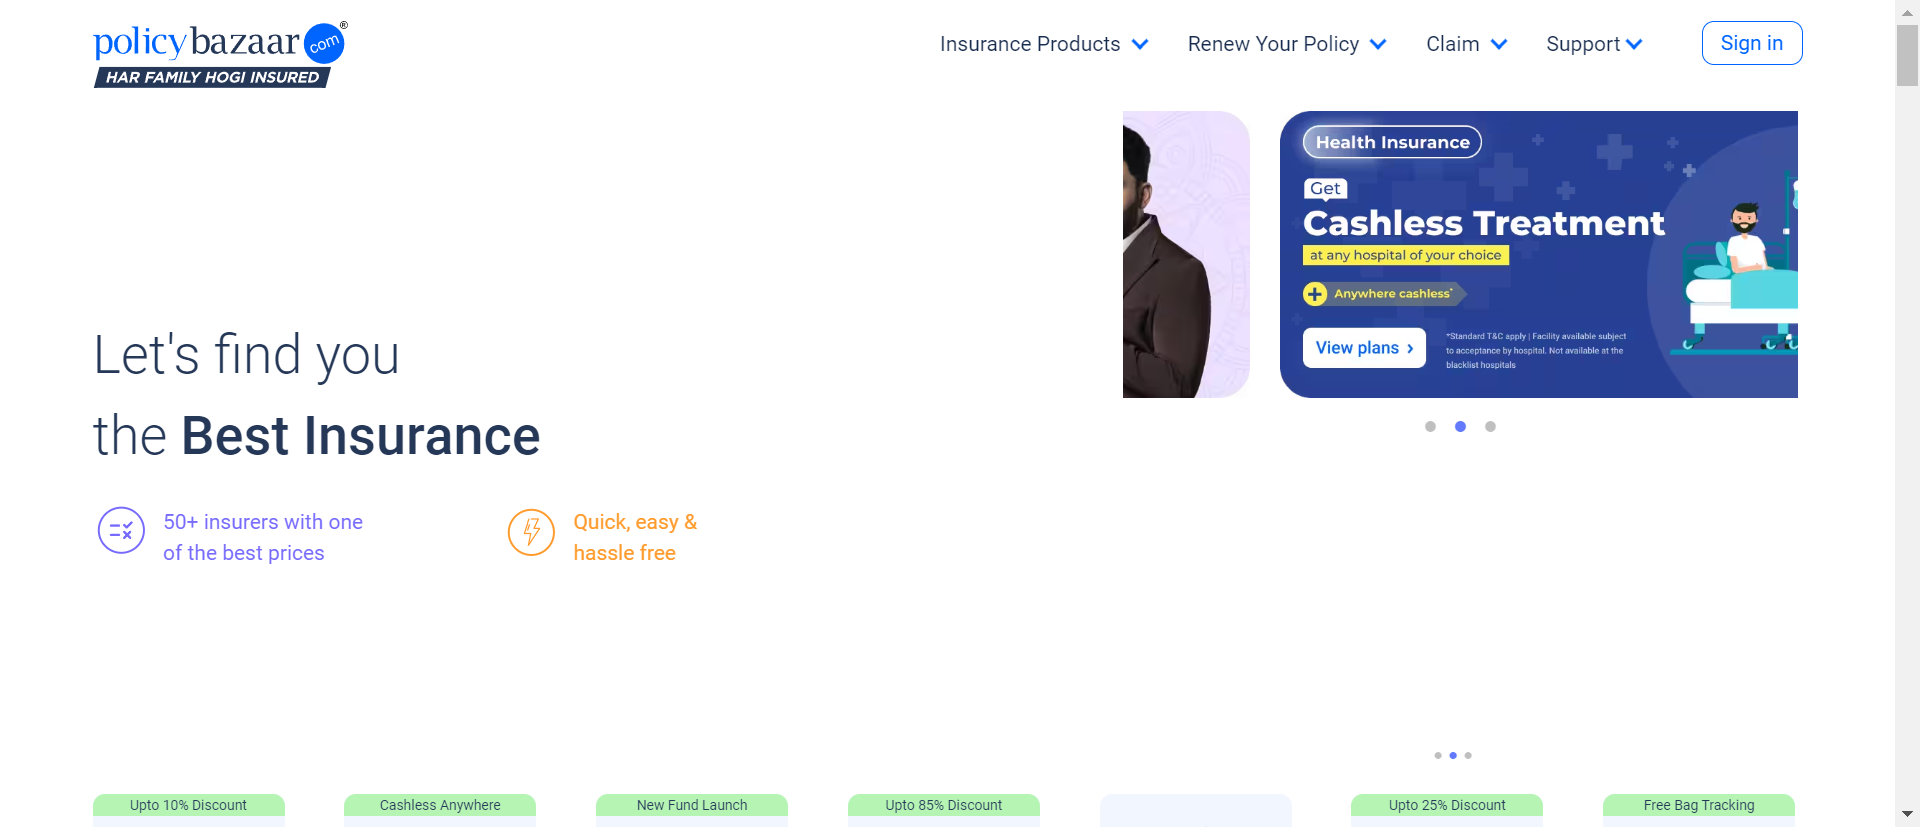 policybazaar com ®
HAR FAMILY HOGI INSURED
Insurance Products
Renew Your Policy
Claim
Support
Sign in
Health Insurance
Get
Cashless Treatment
at any hospital of your choice
Anywhere cashless*
View plans ›
*Standard T&C apply | Facility available subject
to acceptance by hospital. Not available at the
blacklist hospitals
Let's find you
the Best Insurance
50+ insurers with one
of the best prices
Quick, easy &
hassle free
Upto 10% Discount
Cashless Anywhere
New Fund Launch
Upto 85% Discount
Upto 25% Discount
Free Bag Tracking